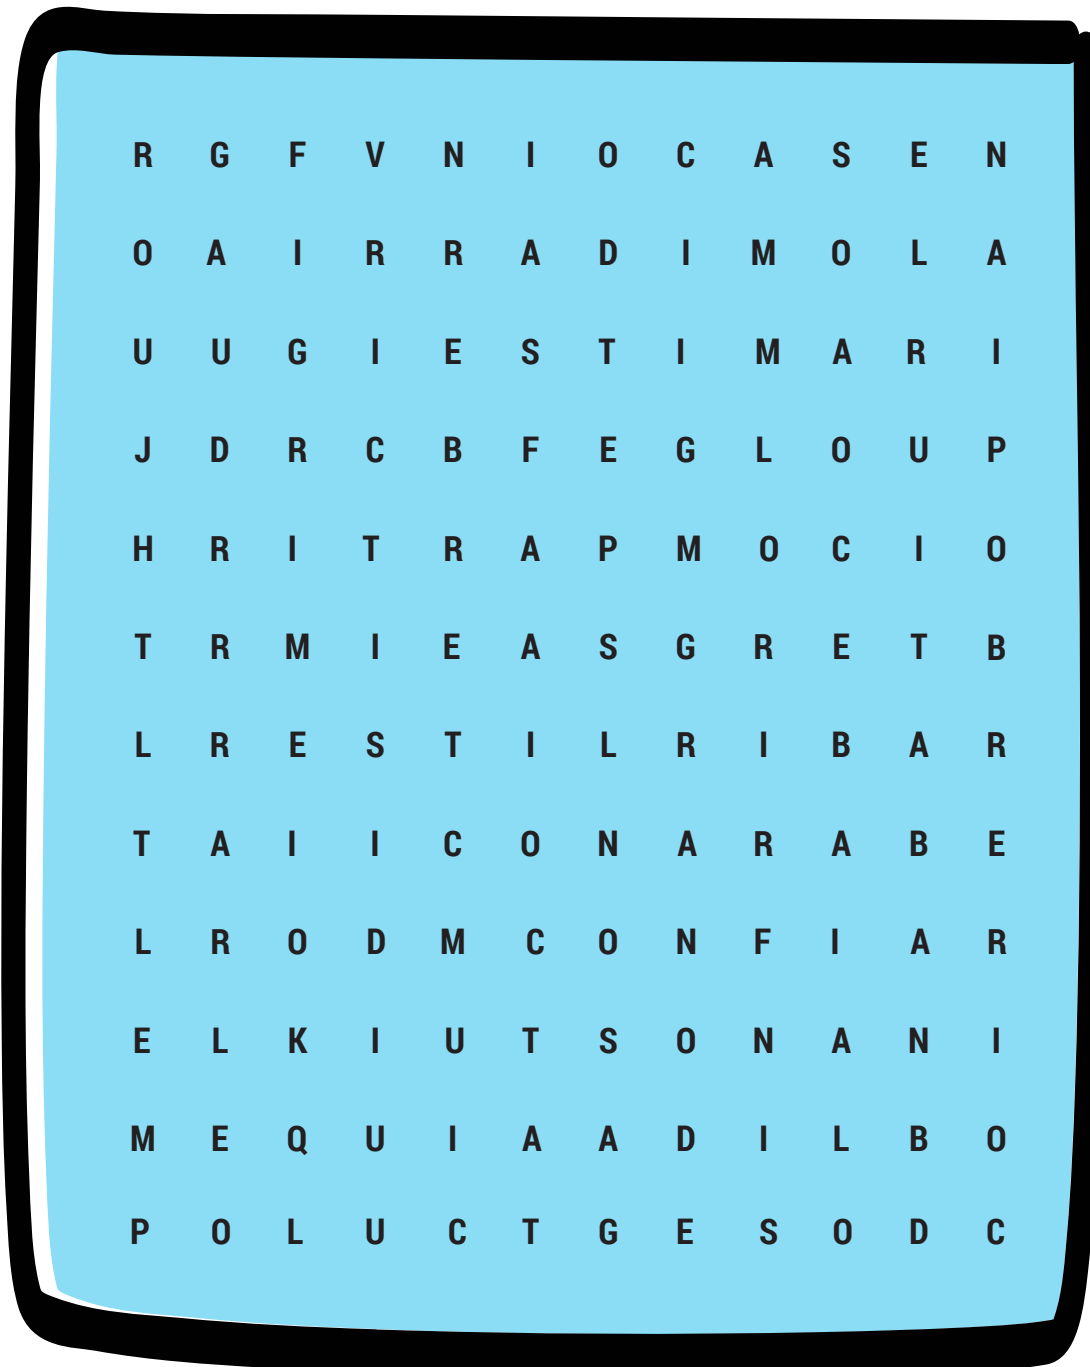 R G F V N I O C A S E N
O A I R R A D I M O L A
U U G I E S T I M A R I
J D R C B F E G L O U P
H R I T R A P M O C I O
T R M I E A S G R E T B
L R E S T I L R I B A R
T A I I C O N A R A B E
L R O D M C O N F I A R
E L K I U T S O N A N I
M E Q U I A A D I L B O
P O L U C T G E S O D C